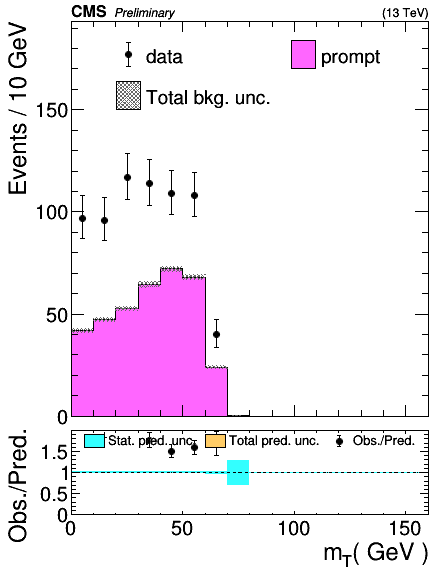 CMS Preliminary (13 TeV)
Events / 10 GeV
data
prompt
Total bkg. unc.
150
100
50
0
Obs./Pred.
Stat. pred. unc.
Total pred. unc.
Obs./Pred.
1.5
1
0.5
0
0 50 100 150
m_T( GeV )